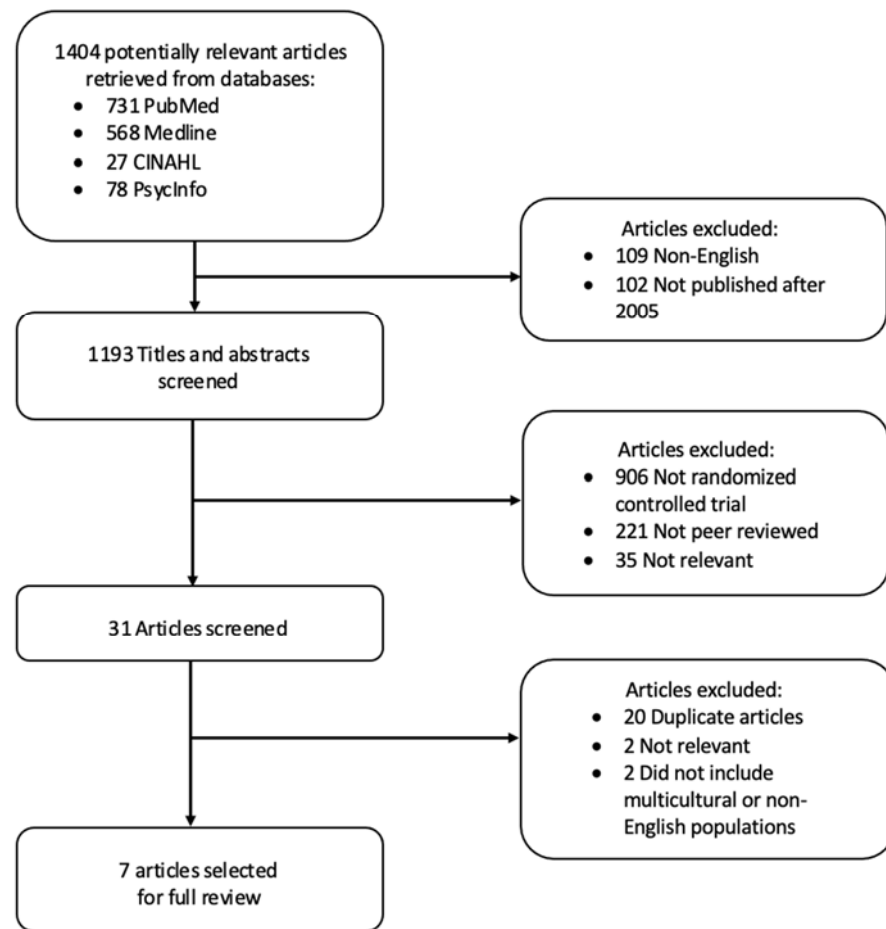 1404 potentially relevant articles
retrieved from databases:
• 731 PubMed
• 568 Medline
• 27 CINAHL
• 78 PsycInfo
Articles excluded:
• 109 Non-English
• 102 Not published after
2005
1193 Titles and abstracts
screened
Articles excluded:
• 906 Not randomized
controlled trial
• 221 Not peer reviewed
• 35 Not relevant
31 Articles screened
Articles excluded:
• 20 Duplicate articles
• 2 Not relevant
• 2 Did not include
multicultural or non-
English populations
7 articles selected
for full review